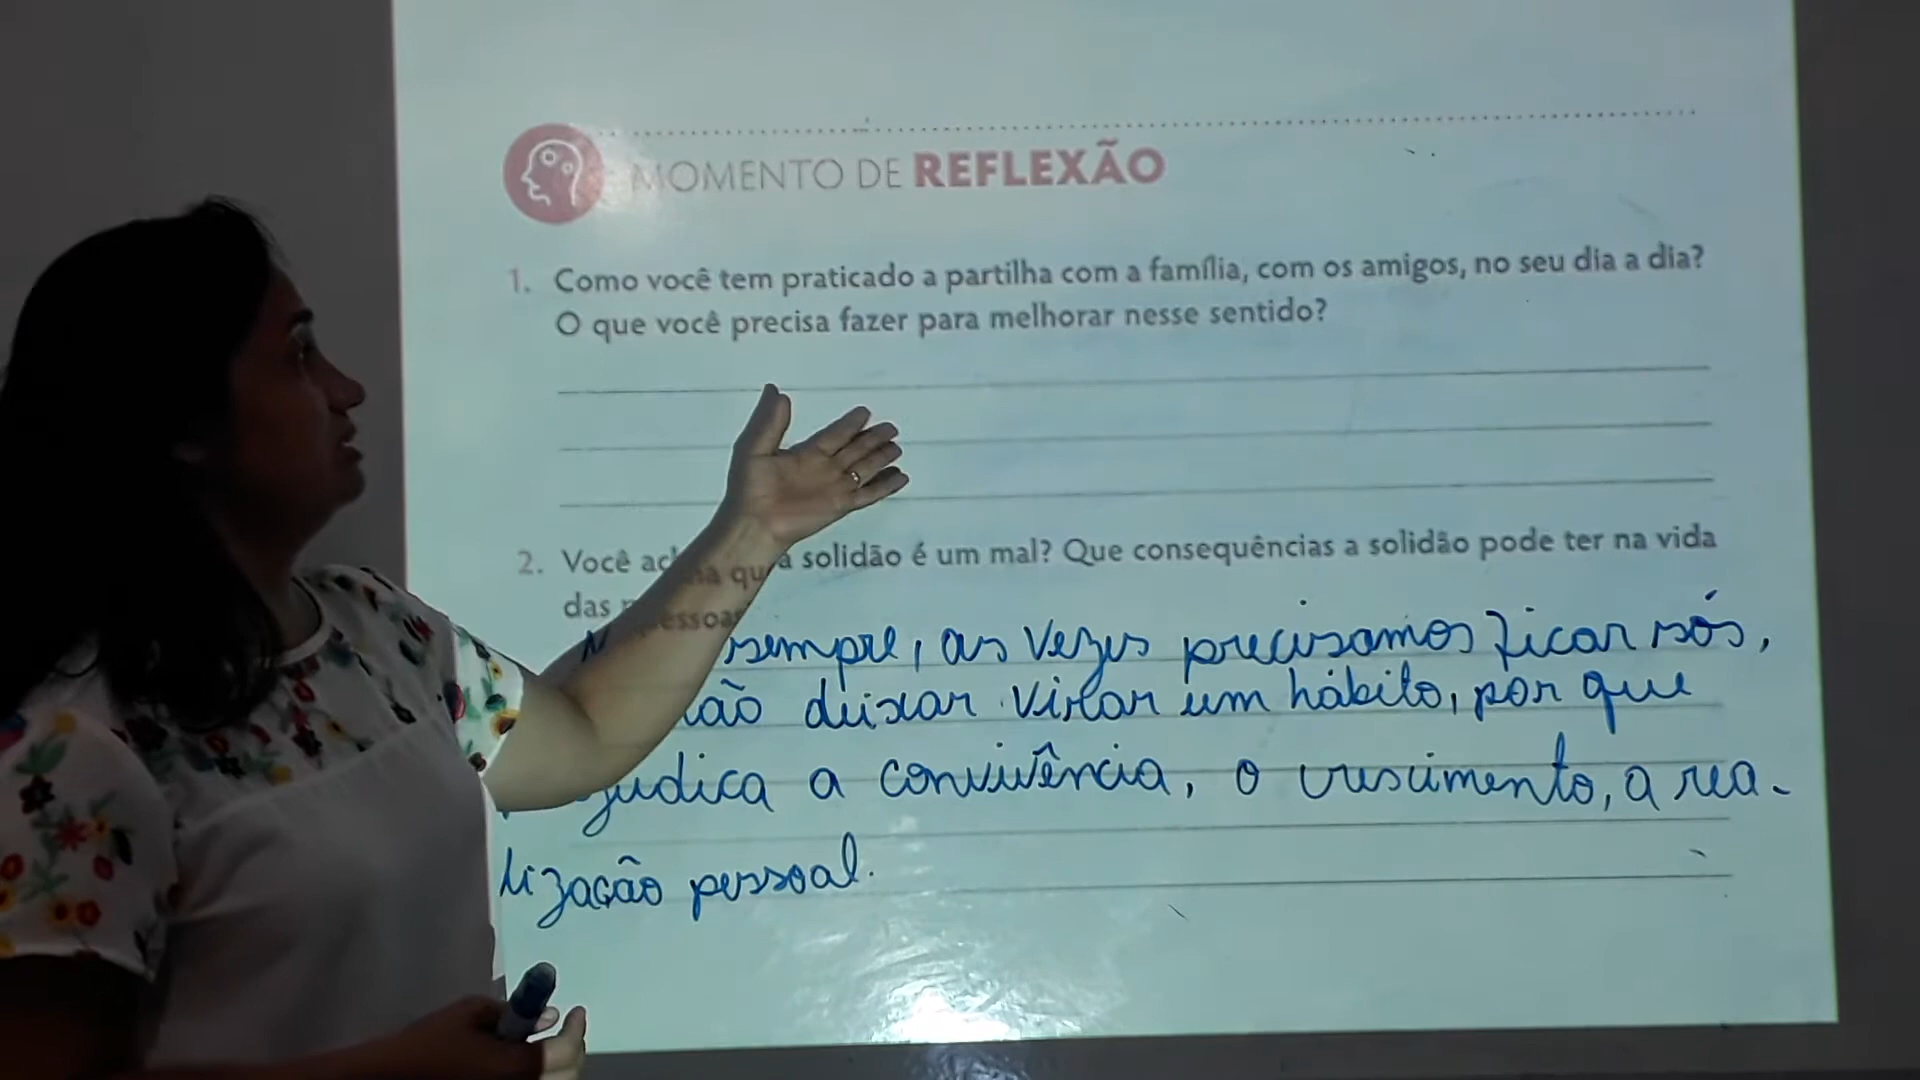 MOMENTO DE REFLEXÃO
1. Como você tem praticado a partilha com a família, com os amigos, no seu dia a dia?
O que você precisa fazer para melhorar nesse sentido?
2. Você acha que a solidão é um mal? Que consequências a solidão pode ter na vida
das pessoas
sempre, as vezes precisamos ficar sós,
não deixar virar um hábito, por que
judica a convivência, o crescimento, a rea-
lização pessoal.